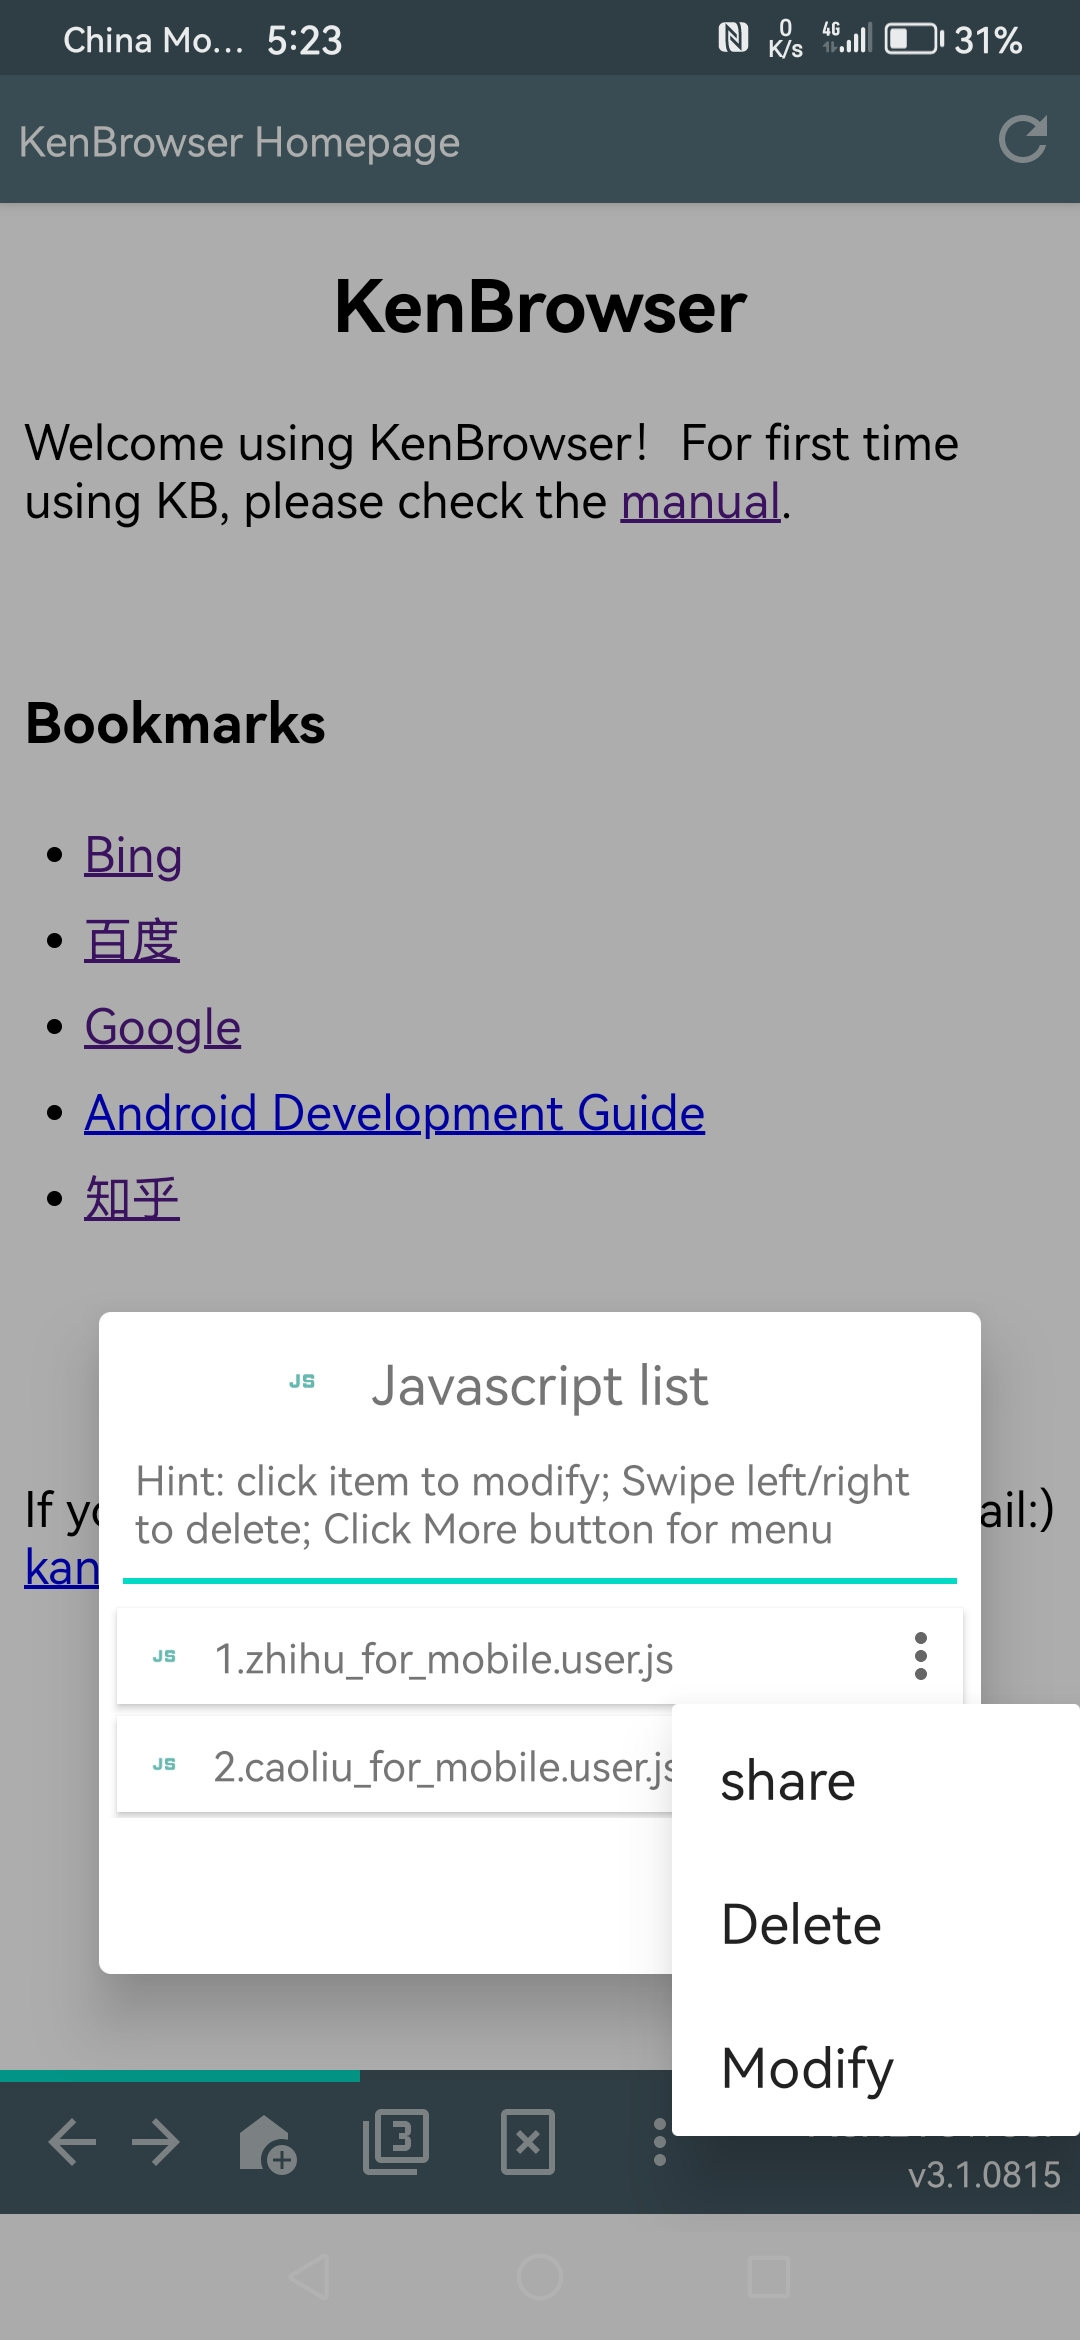 China Mo... 5:23
0
K/s
4G
31%
KenBrowser Homepage
KenBrowser
Welcome using KenBrowser！ For first time
using KB, please check the manual.
Bookmarks
Bing
百度
Google
Android Development Guide
知乎
JS Javascript list
Hint: click item to modify; Swipe left/right
to delete; Click More button for menu
If
ail:)
JS 1.zhihu_for_mobile.user.js
JS 2.caoliu_for_mobile.user.js
share
Delete
Modify
3
v3.1.0815